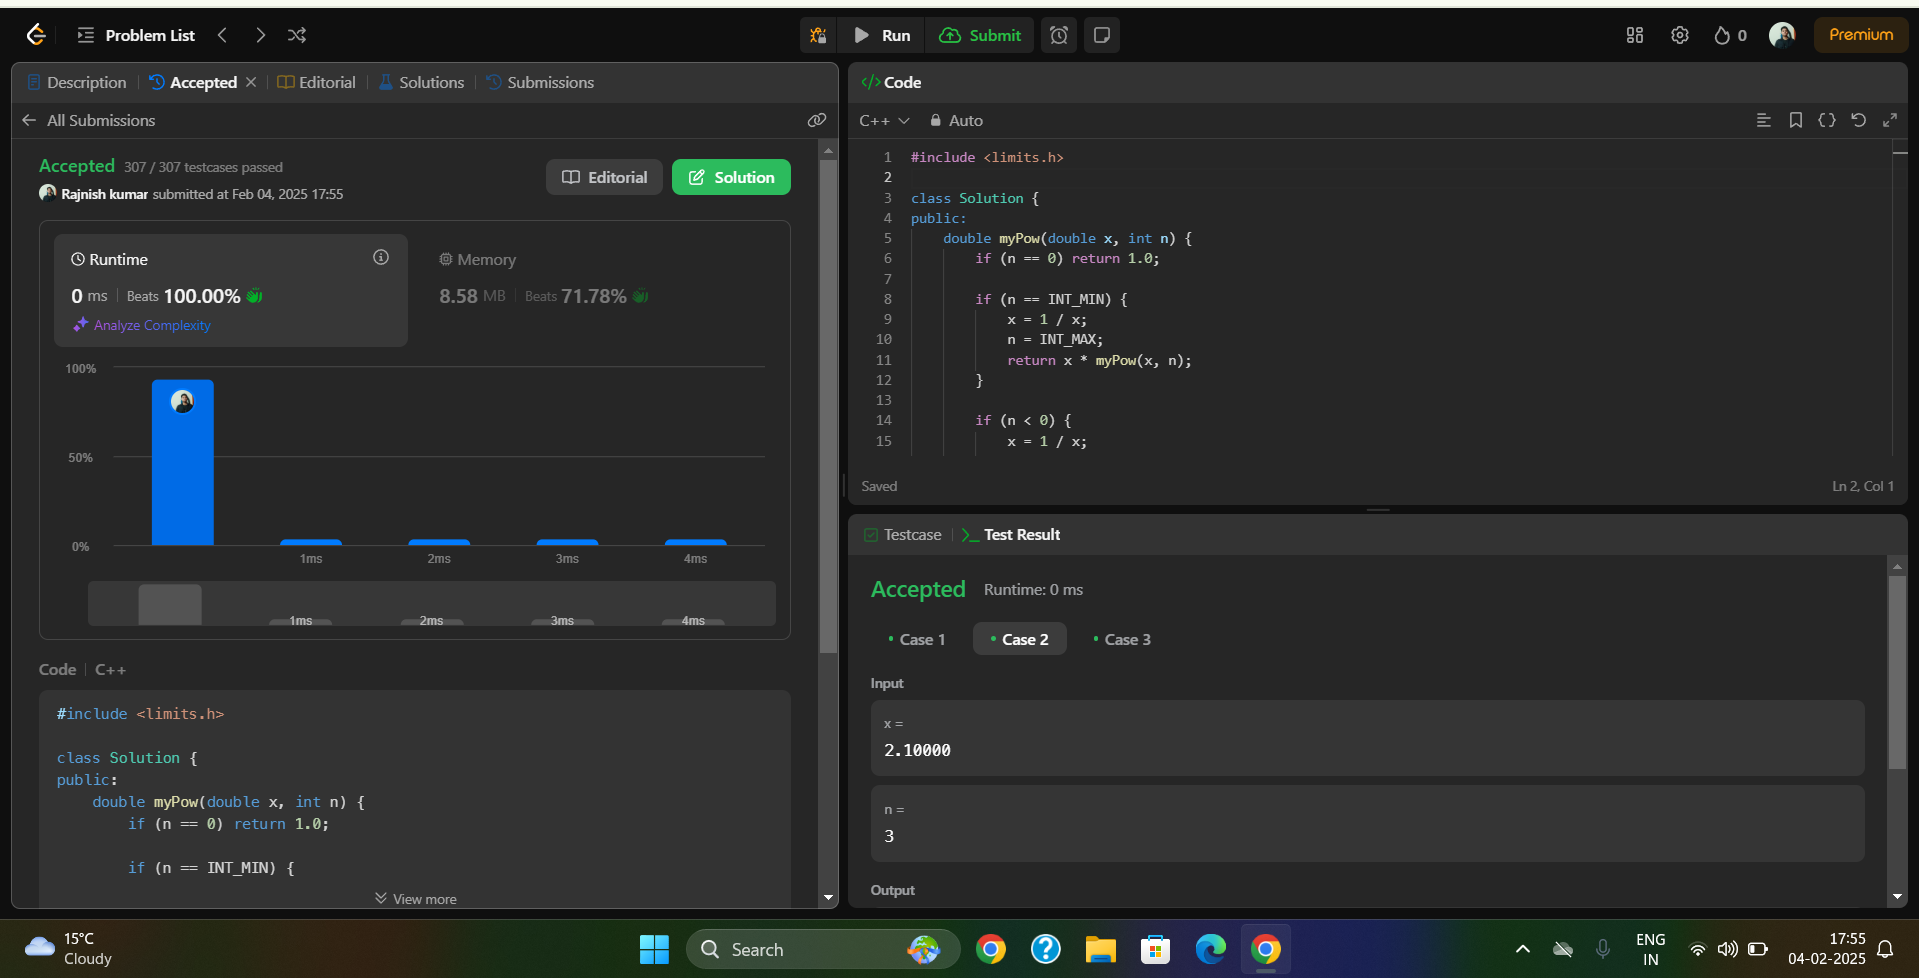 Problem List
Run
Submit
0
Premium
Description
Accepted
Editorial
Solutions
Submissions
All Submissions
Accepted 307 / 307 testcases passed
Rajnish kumar submitted at Feb 04, 2025 17:55
Editorial
Solution
Runtime
0 ms Beats 100.00%
Analyze Complexity
Memory
8.58 MB Beats 71.78%
100%
50%
0%
1ms 2ms 3ms 4ms
1ms 2ms 3ms 4ms
Code C++
#include <limits.h>
class Solution {
public:
double myPow(double x, int n) {
if (n == 0) return 1.0;
if (n == INT_MIN) {
View more
</> Code
C++ Auto
1 #include <limits.h>
2
3 class Solution {
4 public:
5 double myPow(double x, int n) {
6 if (n == 0) return 1.0;
7
8 if (n == INT_MIN) {
9 x = 1 / x;
10 n = INT_MAX;
11 return x * myPow(x, n);
12 }
13
14 if (n < 0) {
15 x = 1 / x;
Saved
Ln 2, Col 1
Testcase
Test Result
Accepted Runtime: 0 ms
• Case 1 • Case 2 • Case 3
Input
x =
2.10000
n =
3
Output
15°C
Cloudy
Search
ENG
IN
17:55
04-02-2025